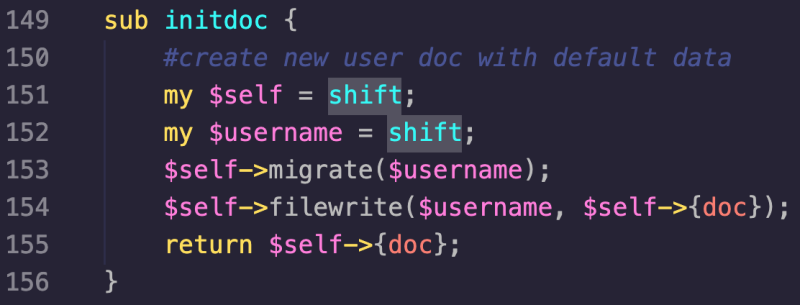 149 sub initdoc {
150 #create new user doc with default data
151 my $self = shift;
152 my $username = shift;
153 $self->migrate($username);
154 $self->filewrite($username, $self->{doc});
155 return $self->{doc};
156 }